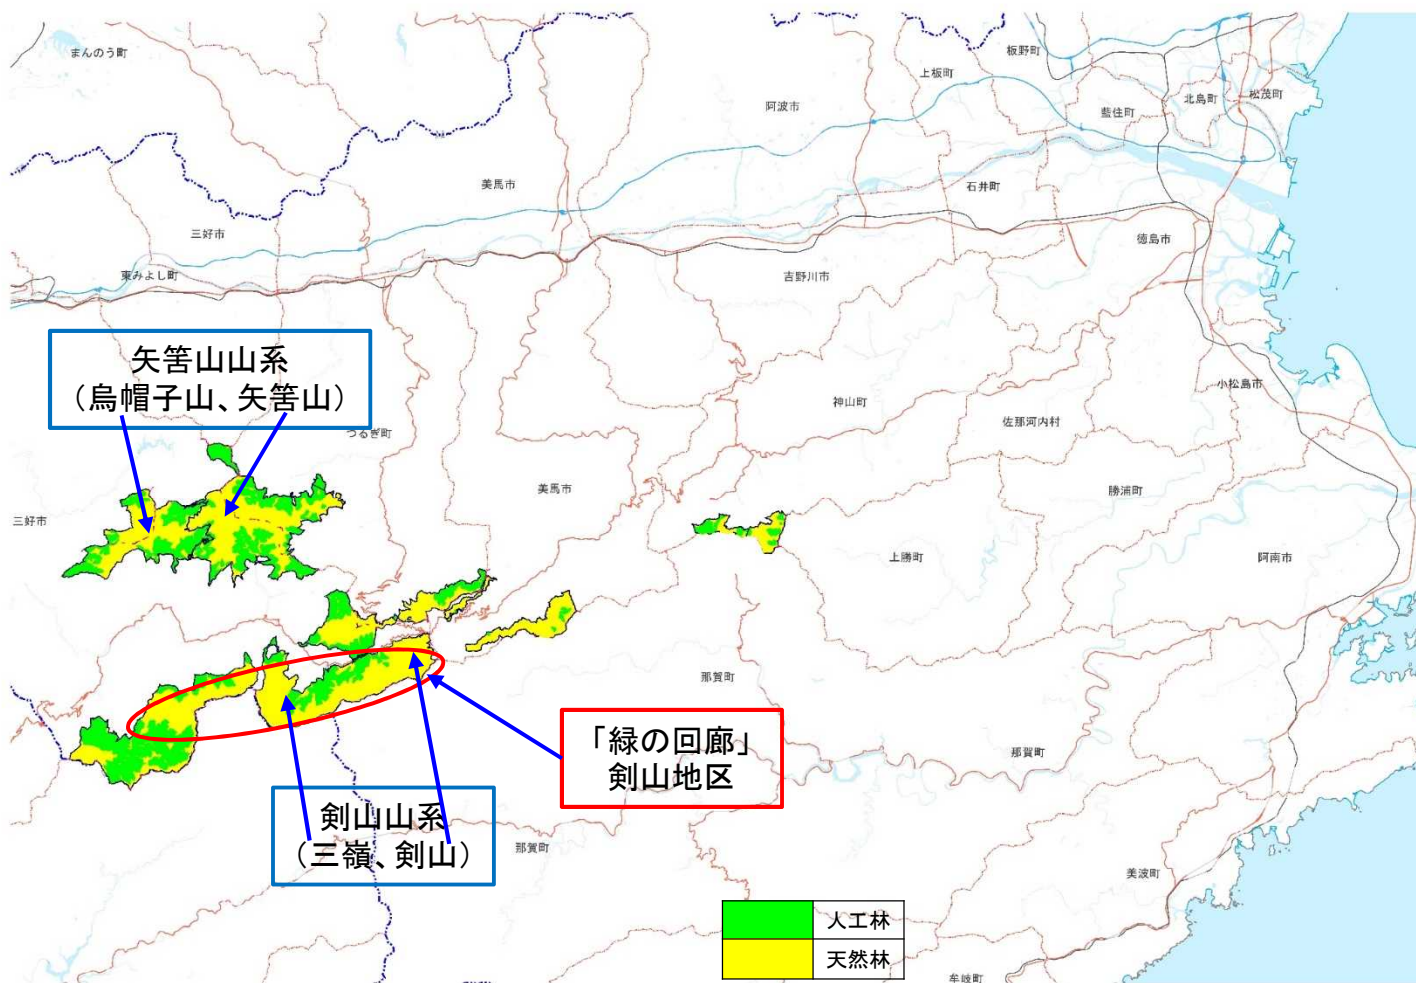 まんのう町
板野町
上板町
北島町
松茂町
阿波市
藍住町
美馬市
石井町
三好市
徳島市
東みよし町
吉野川市
矢筈山山系
（烏帽子山、矢筈山）
小松島市
神山町
佐那河内村
つるぎ町
美馬市
勝浦町
三好市
上勝町
阿南市
那賀町
「緑の回廊」
剣山地区
那賀町
剣山山系
（三嶺、剣山）
那賀町
美波町
人工林
天然林
牟岐町